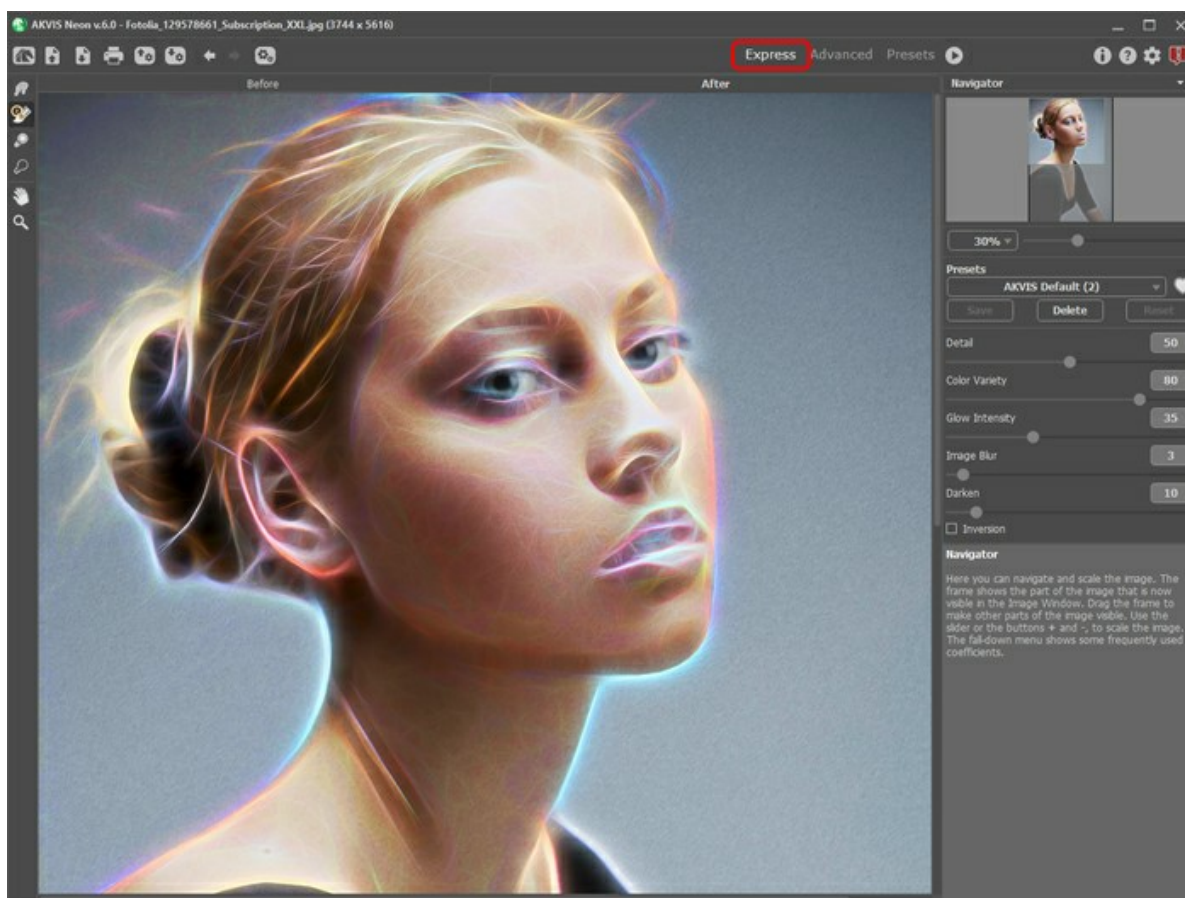 AKVIS Neon v.6.0 - Fotolia_129578661_Subscription_XXL.jpg (3744 x 5616)
Express Advanced Presets
Before After
Navigator
30%
Presets
AKVIS Default (2)
Save Delete Reset
Detail 50
Color Variety 80
Glow Intensity 35
Image Blur 3
Darken 10
Inversion
Navigator
Here you can navigate and scale the image. The
frame shows the part of the image that is now
visible in the Image Window. Drag the frame to
make other parts of the image visible. Use the
slider or the buttons + and -, to scale the image.
The fall-down menu shows some frequently used
coefficients.